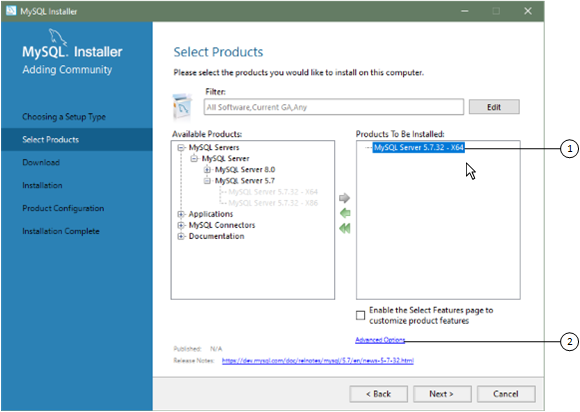 MySQL Installer
MySQL. Installer
Adding Community
Choosing a Setup Type
Select Products
Download
Installation
Product Configuration
Installation Complete
Select Products
Please select the products you would like to install on this computer.
Filter:
All Software,Current GA,Any
Edit
Available Products:
MySQL Servers
MySQL Server
MySQL Server 8.0
MySQL Server 5.7
MySQL Server 5.7.32 - X64
MySQL Server 5.7.32 - X86
Applications
MySQL Connectors
Documentation
Products To Be Installed:
MySQL Server 5.7.32 - X64
1
Enable the Select Features page to
customize product features
Advanced Options
2
Published: N/A
Release Notes: https://dev.mysql.com/doc/relnotes/mysql/5.7/en/news-5-7-32.html
< Back
Next >
Cancel